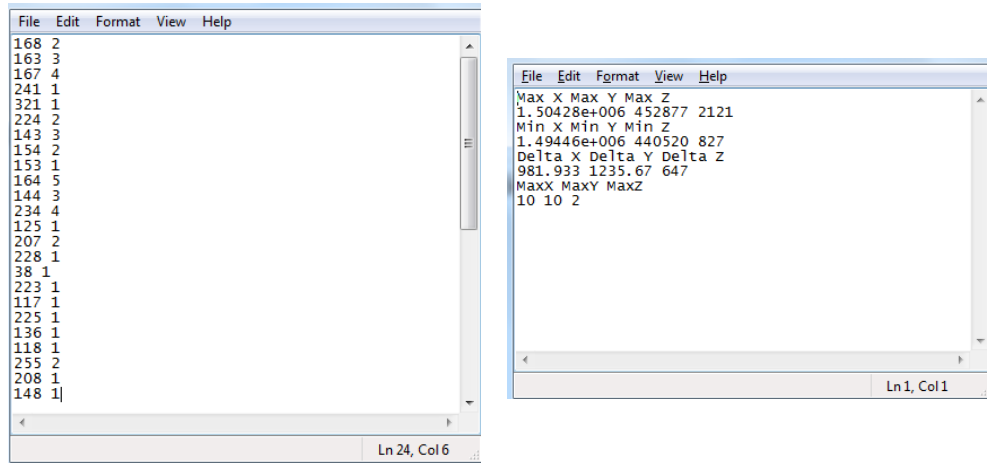 File Edit Format View Help
168 2
163 3
167 4
241 1
321 1
224 2
143 3
154 2
153 1
164 5
144 3
234 4
125 1
207 2
228 1
38 1
223 1
117 1
225 1
136 1
118 1
255 2
208 1
148 1
Ln 24, Col 6
File Edit Format View Help
Max X Max Y Max Z
1.50428e+006 452877 2121
Min X Min Y Min Z
1.49446e+006 440520 827
Delta X Delta Y Delta Z
981.933 1235.67 647
MaxX MaxY MaxZ
10 10 2
Ln 1, Col 1